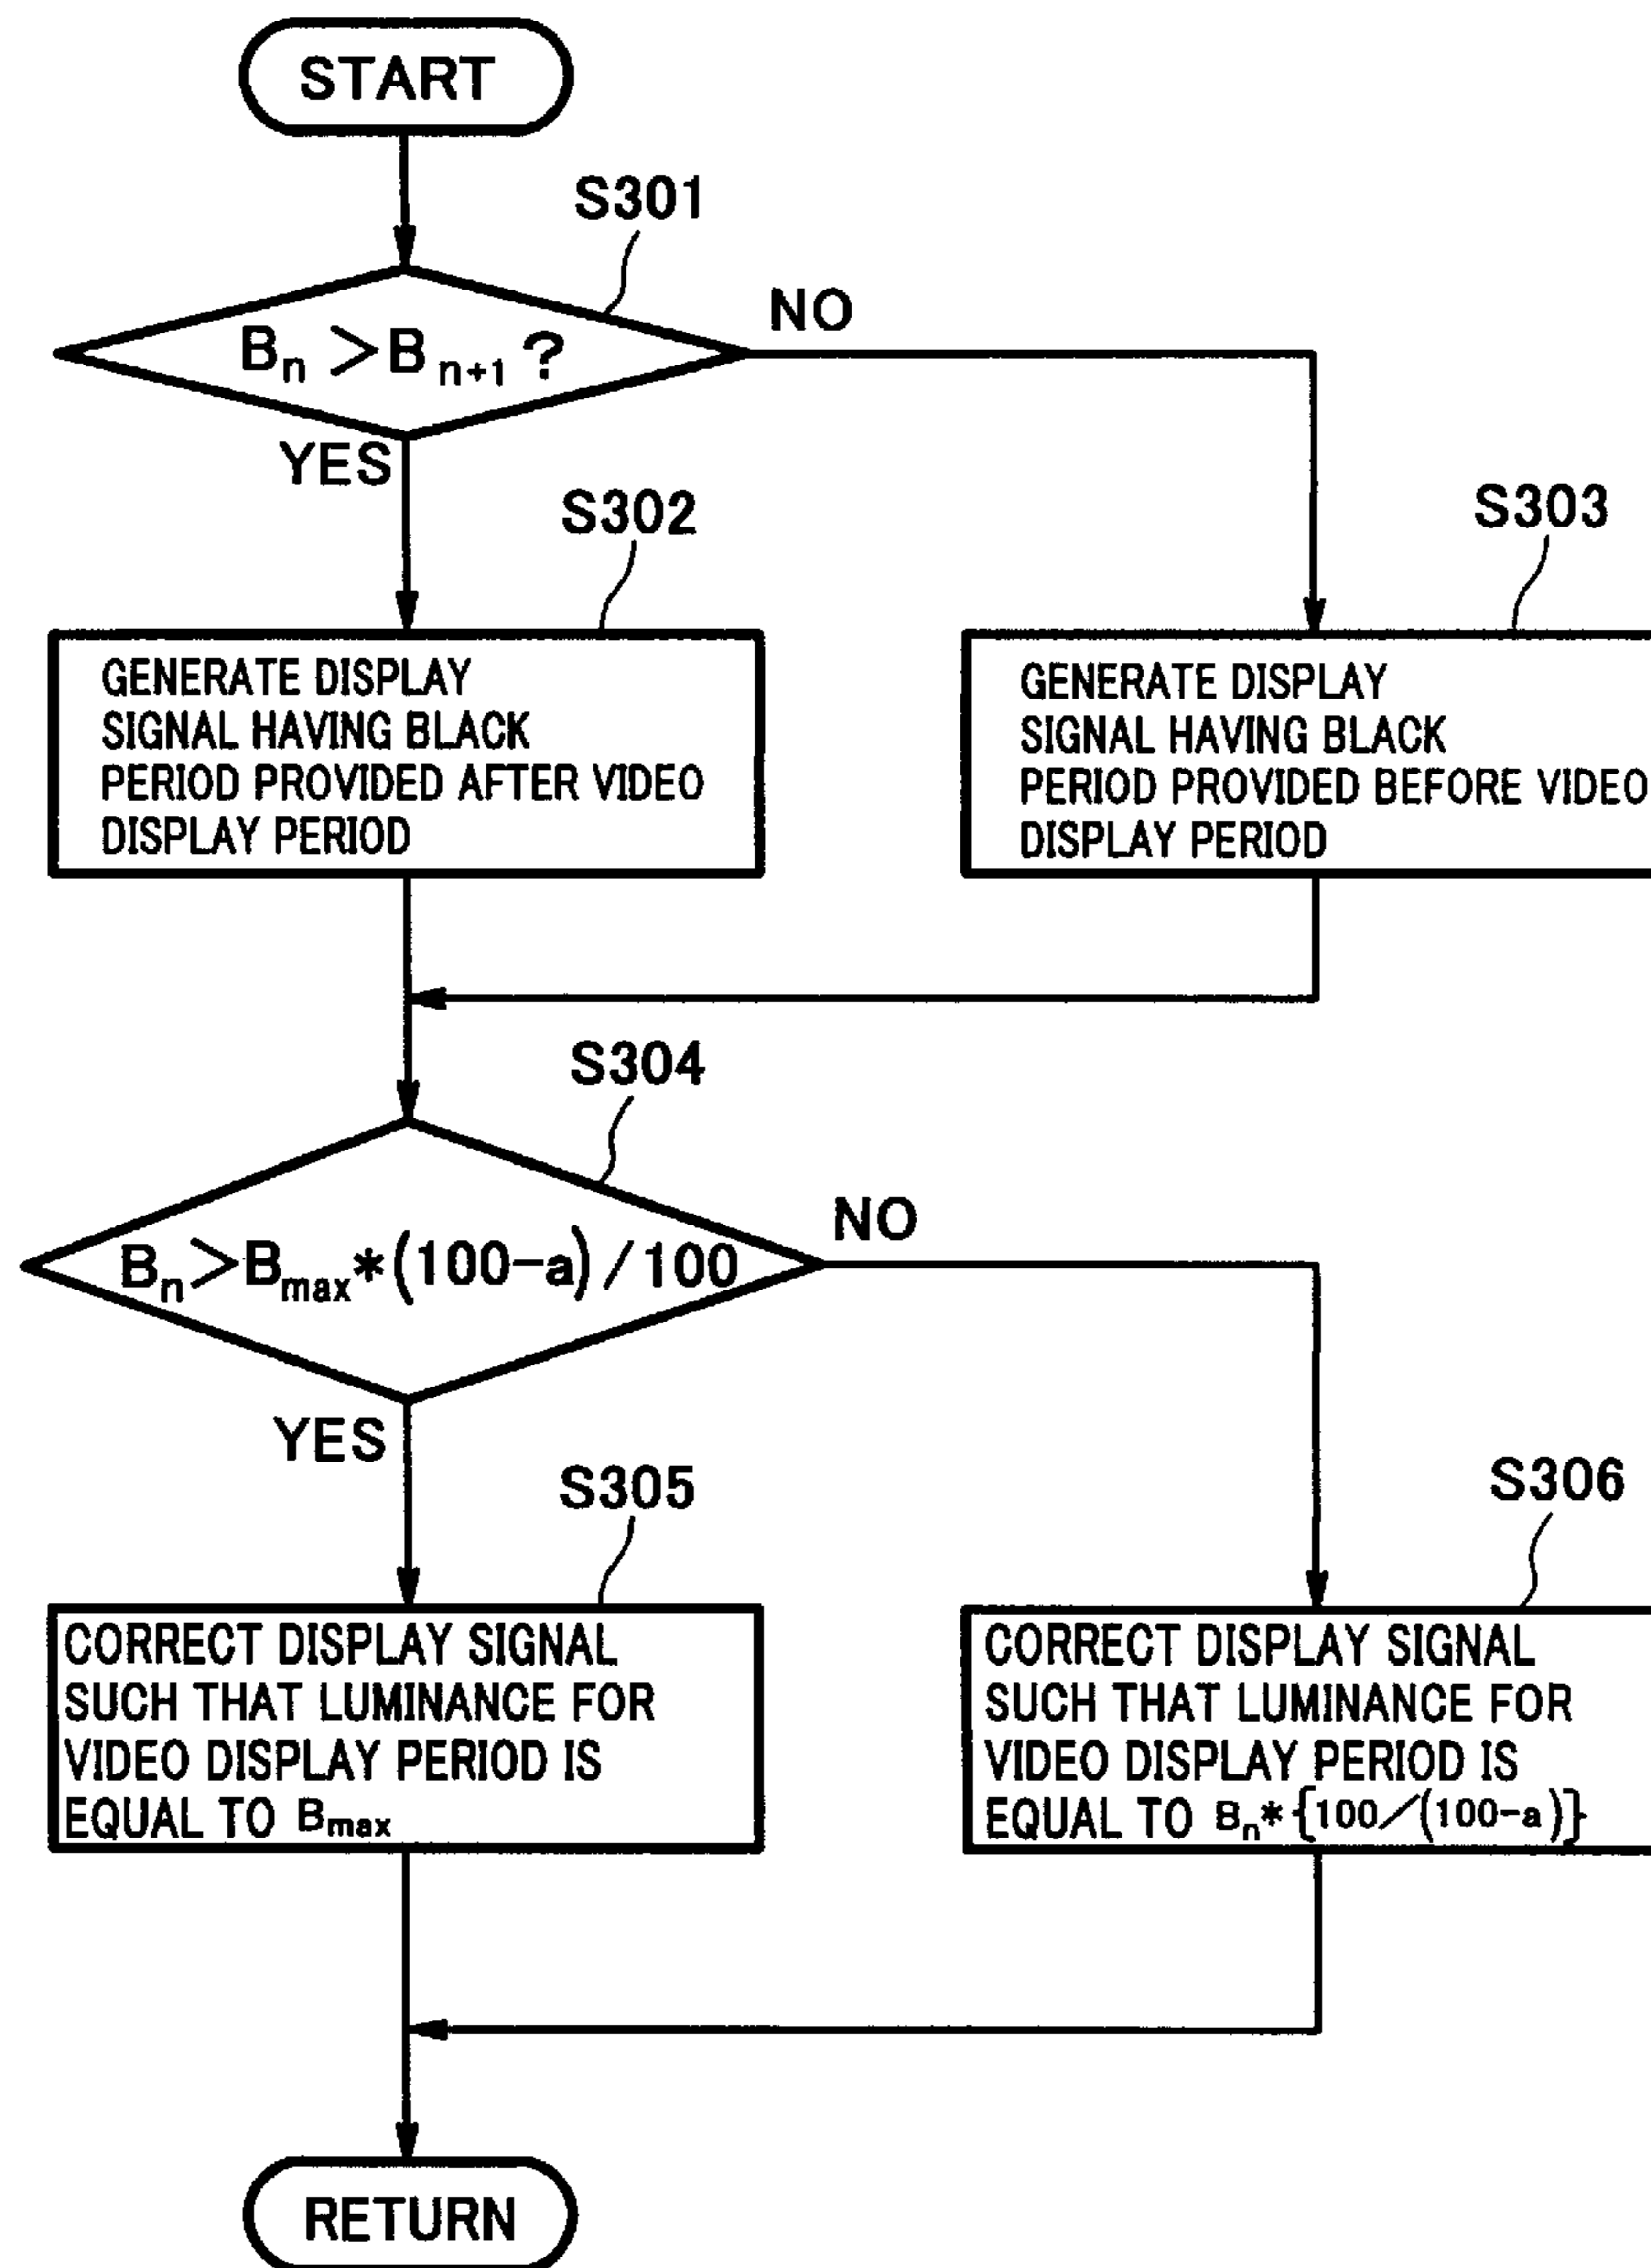 START
S301
Bn > Bn+1 ?
NO
YES
S302
S303
GENERATE DISPLAY
SIGNAL HAVING BLACK
PERIOD PROVIDED AFTER VIDEO
DISPLAY PERIOD
GENERATE DISPLAY
SIGNAL HAVING BLACK
PERIOD PROVIDED BEFORE VIDEO
DISPLAY PERIOD
S304
Bn>Bmax*(100-a)/100
NO
YES
S305
S306
CORRECT DISPLAY SIGNAL
SUCH THAT LUMINANCE FOR
VIDEO DISPLAY PERIOD IS
EQUAL TO Bmax
CORRECT DISPLAY SIGNAL
SUCH THAT LUMINANCE FOR
VIDEO DISPLAY PERIOD IS
EQUAL TO Bn*{100/(100-a)}
RETURN